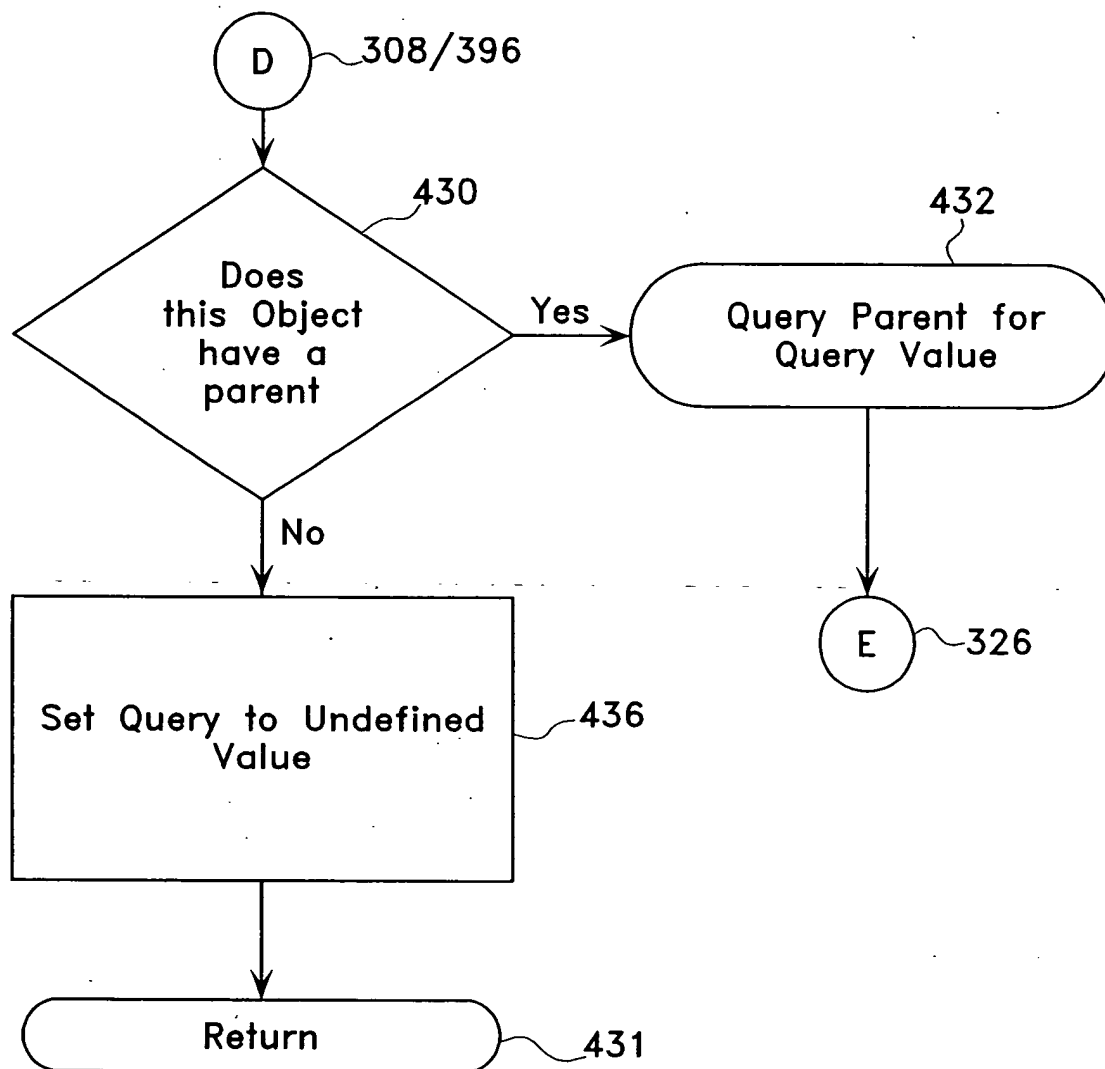 D
308/396
430
Does
this Object
have a
parent
Yes
432
Query Parent for
Query Value
No
E
326
Set Query to Undefined
Value
436
Return
431